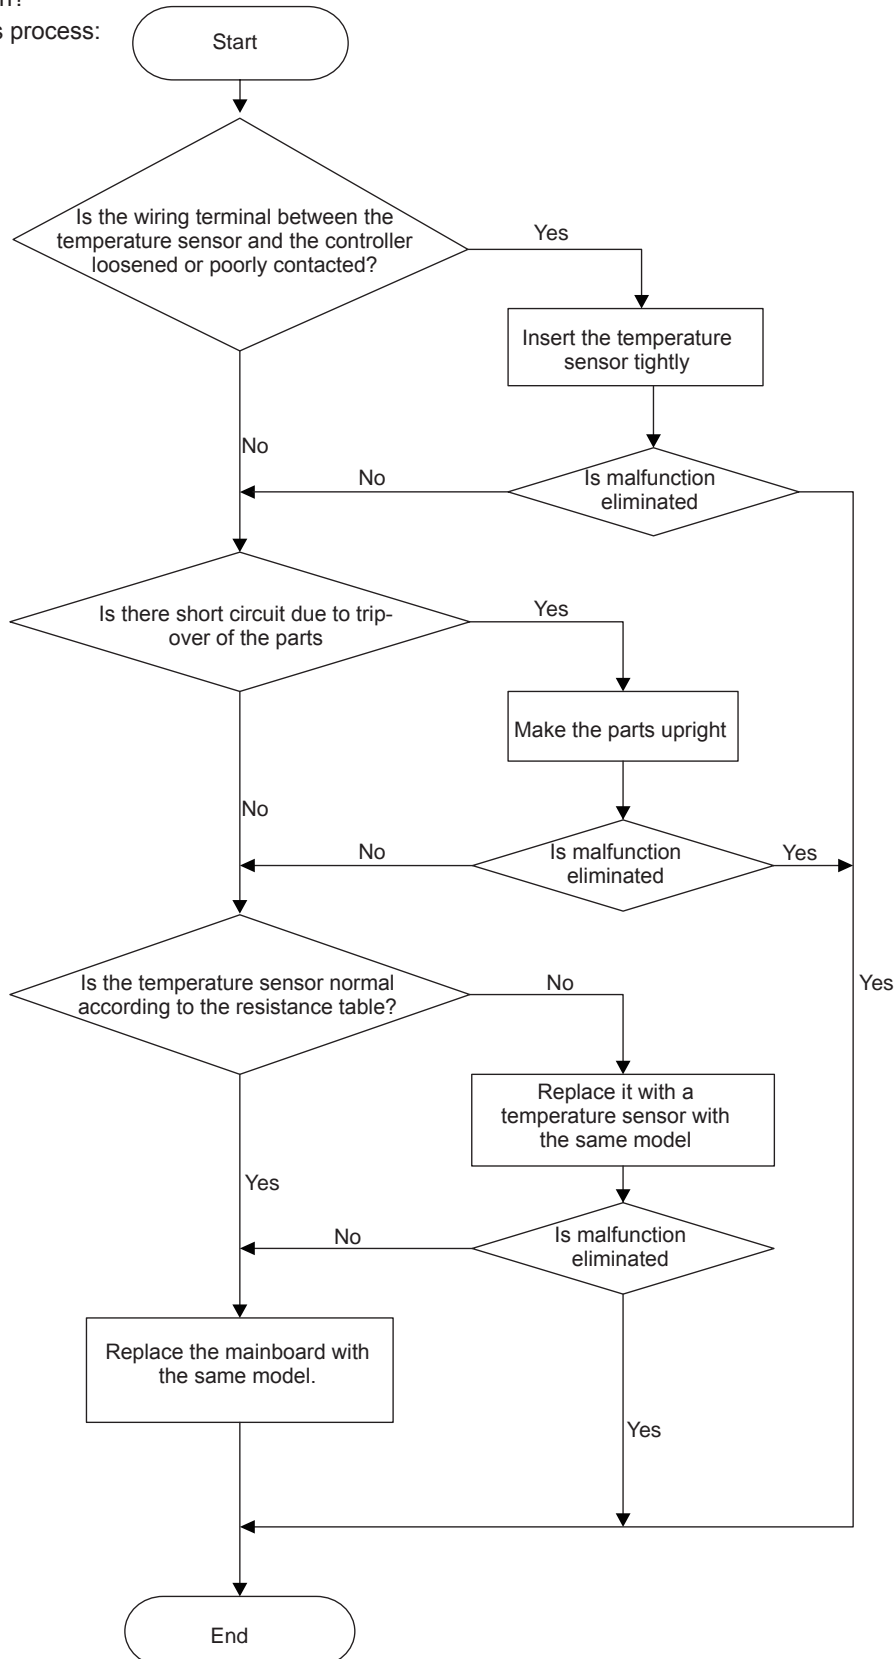 s process:
Start
Is the wiring terminal between the
temperature sensor and the controller
loosened or poorly contacted?
Yes
Insert the temperature
sensor tightly
No
Is malfunction
eliminated
No
Is there short circuit due to trip-
over of the parts
Yes
Make the parts upright
No
Is malfunction
eliminated
No
Yes
Is the temperature sensor normal
according to the resistance table?
No
Yes
Replace it with a
temperature sensor with
the same model
Yes
Is malfunction
eliminated
No
Replace the mainboard with
the same model.
Yes
End